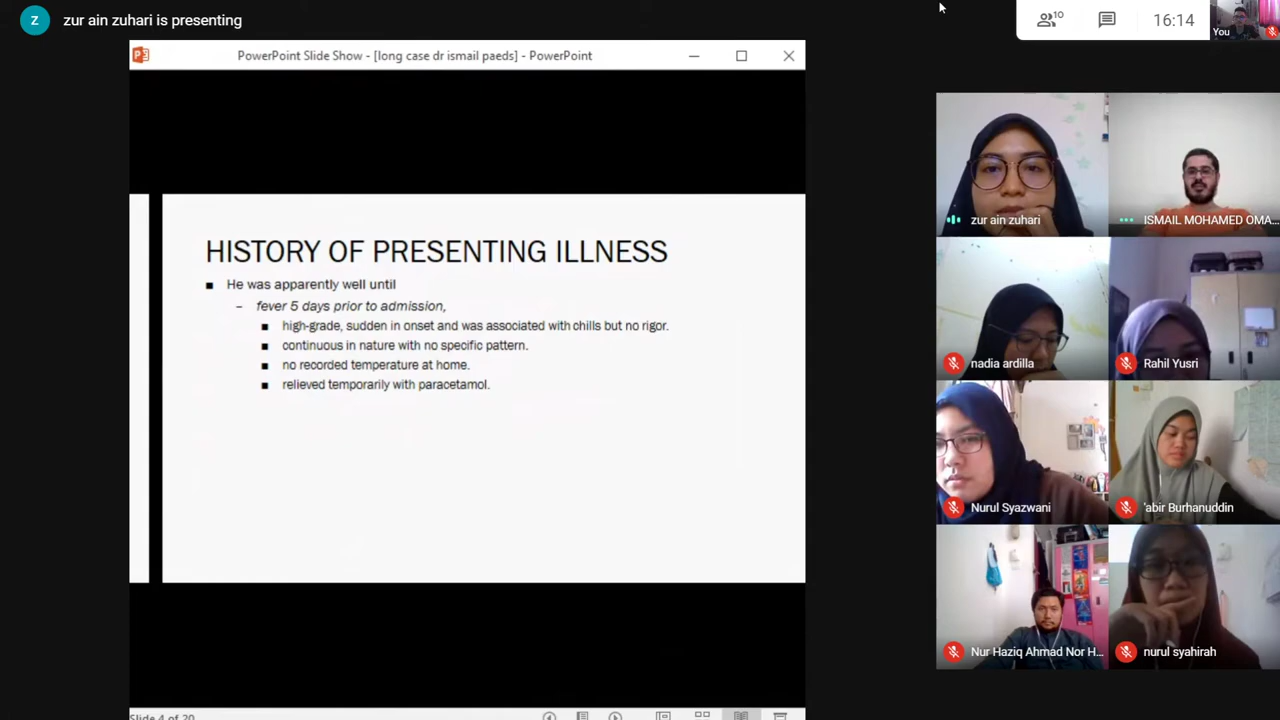 Z
zur ain zuhari is presenting
10
16:14
You
PowerPoint Slide Show - [long case dr ismail paeds] - PowerPoint
HISTORY OF PRESENTING ILLNESS
He was apparently well until
– fever 5 days prior to admission,
high-grade, sudden in onset and was associated with chills but no rigor.
continuous in nature with no specific pattern.
no recorded temperature at home.
relieved temporarily with paracetamol.
Slide 4 of 20
zur ain zuhari
ISMAIL MOHAMED OMA...
nadia ardilla
Rahil Yusri
Nurul Syazwani
'abir Burhanuddin
Nur Haziq Ahmad Nor H...
nurul syahirah